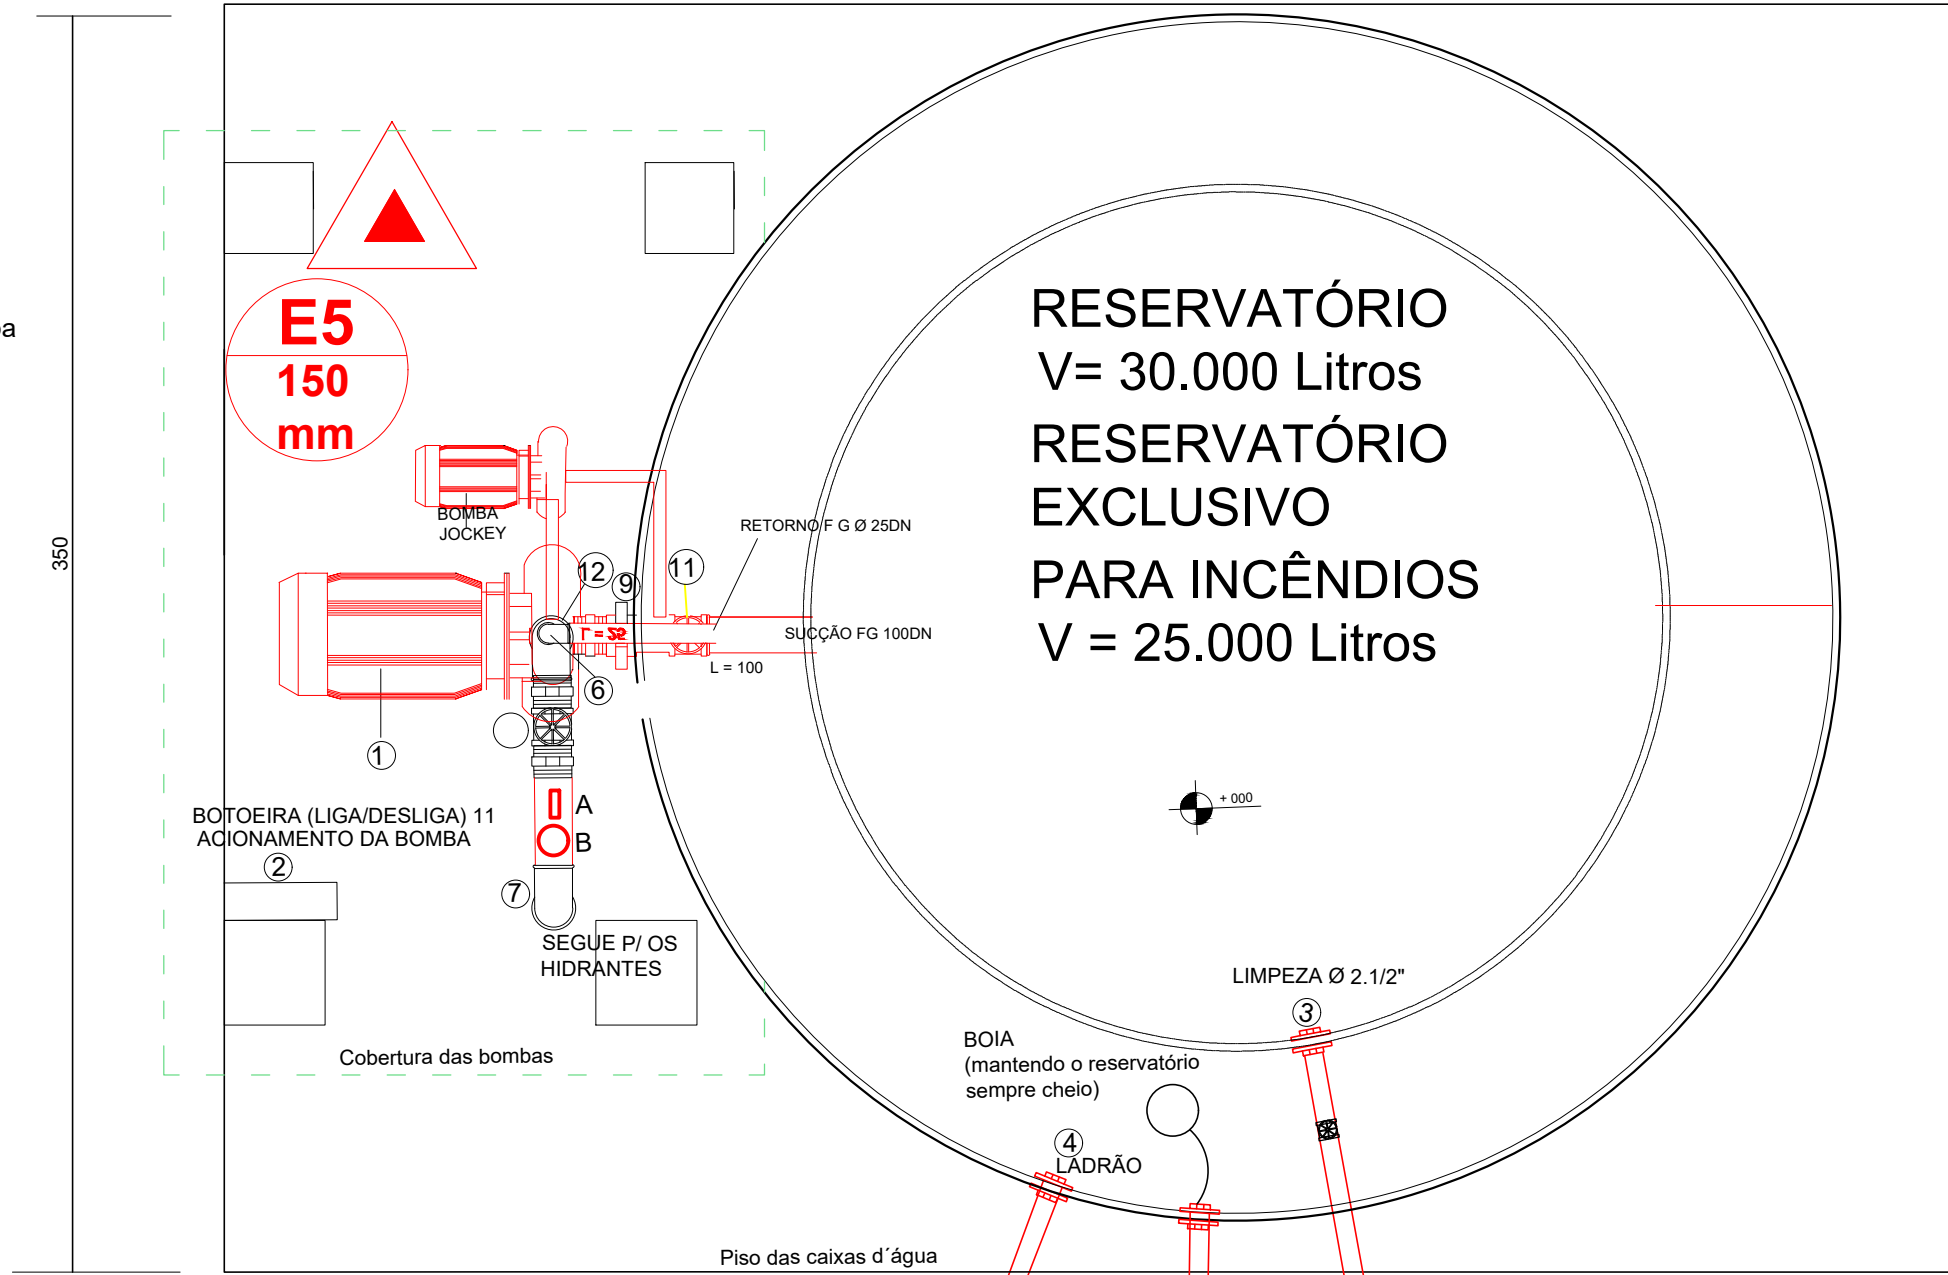 E5
150
mm
350
BOMBA
JOCKEY
12
9
11
RETORNO F G Ø 25DN
SUCÇÃO FG 100DN
L = 100
L = 25
6
1
BOTOEIRA (LIGA/DESLIGA) 11
ACIONAMENTO DA BOMBA
2
A
B
7
SEGUE P/ OS
HIDRANTES
Cobertura das bombas
RESERVATÓRIO
V= 30.000 Litros
RESERVATÓRIO
EXCLUSIVO
PARA INCÊNDIOS
V = 25.000 Litros
+ 000
LIMPEZA Ø 2.1/2"
3
BOIA
(mantendo o reservatório
sempre cheio)
4
LADRÃO
Piso das caixas d´água